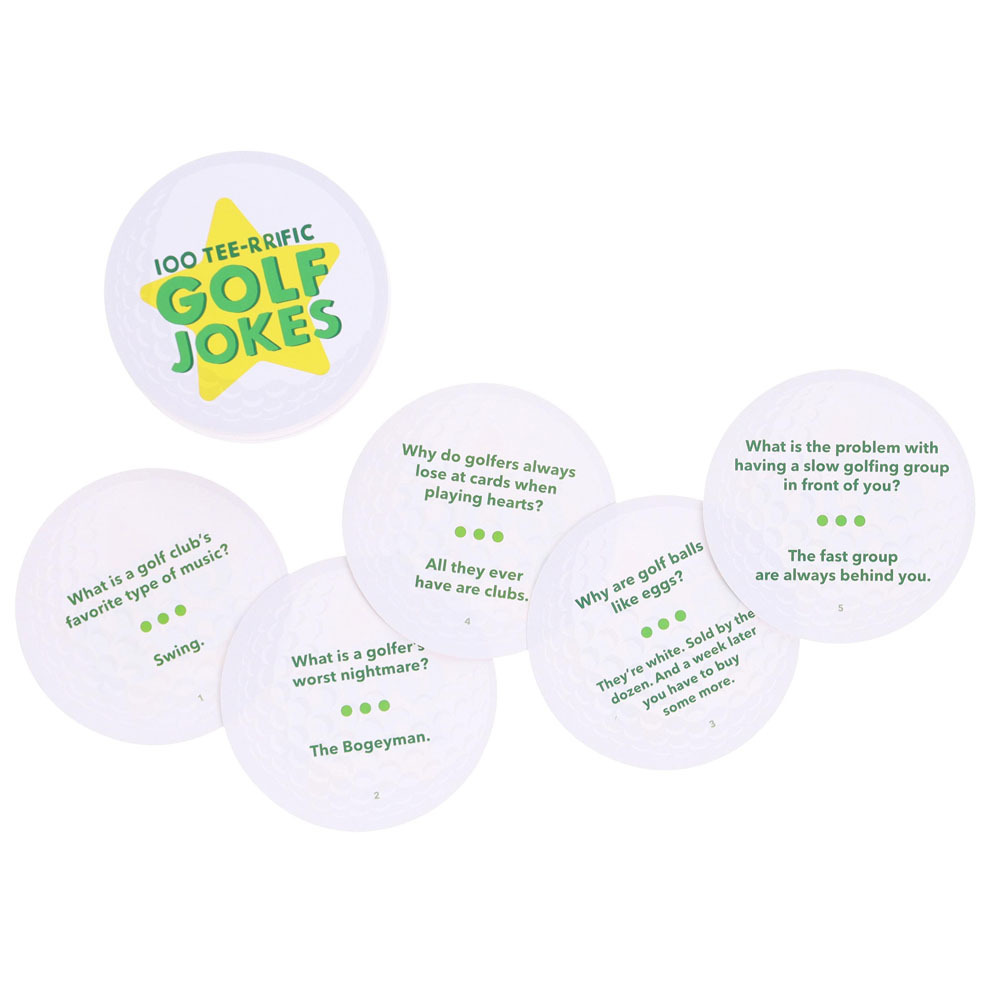 100 TEE-RRIFIC
GOLF
JOKES
What is a golf club's
favorite type of music?
Swing.
1
What is a golfer's
worst nightmare?
The Bogeyman.
2
Why do golfers always
lose at cards when
playing hearts?
All they ever
have are clubs.
4
Why are golf balls
like eggs?
They're white. Sold by the
dozen. And a week later
you have to buy
some more.
3
What is the problem with
having a slow golfing group
in front of you?
The fast group
are always behind you.
5